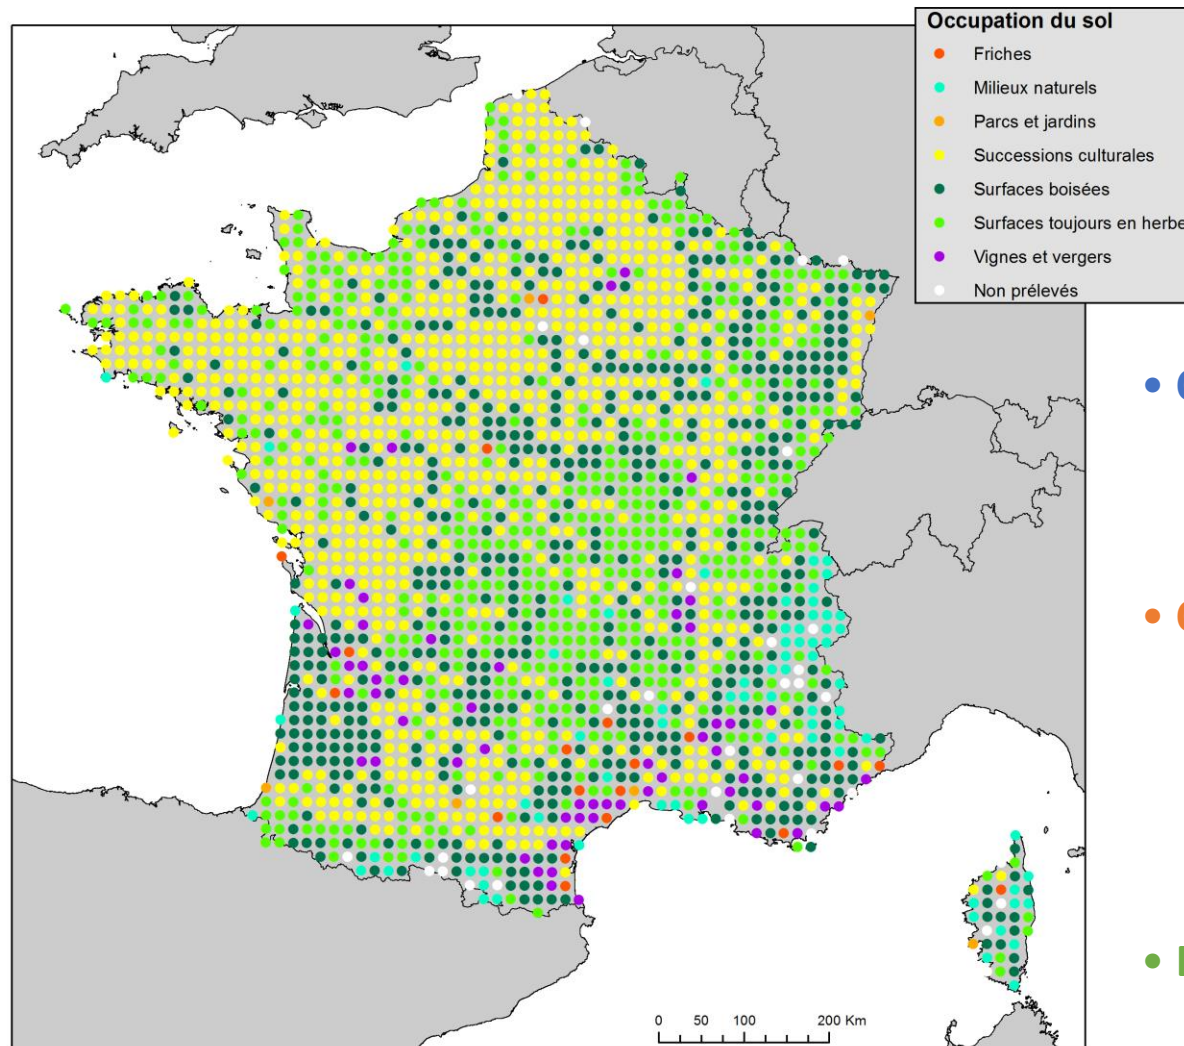 Occupation du sol
Friches
Milieux naturels
Parcs et jardins
Successions culturales
Surfaces boisées
Surfaces toujours en herbe
Vignes et vergers
Non prélevés
0 50 100 200 Km